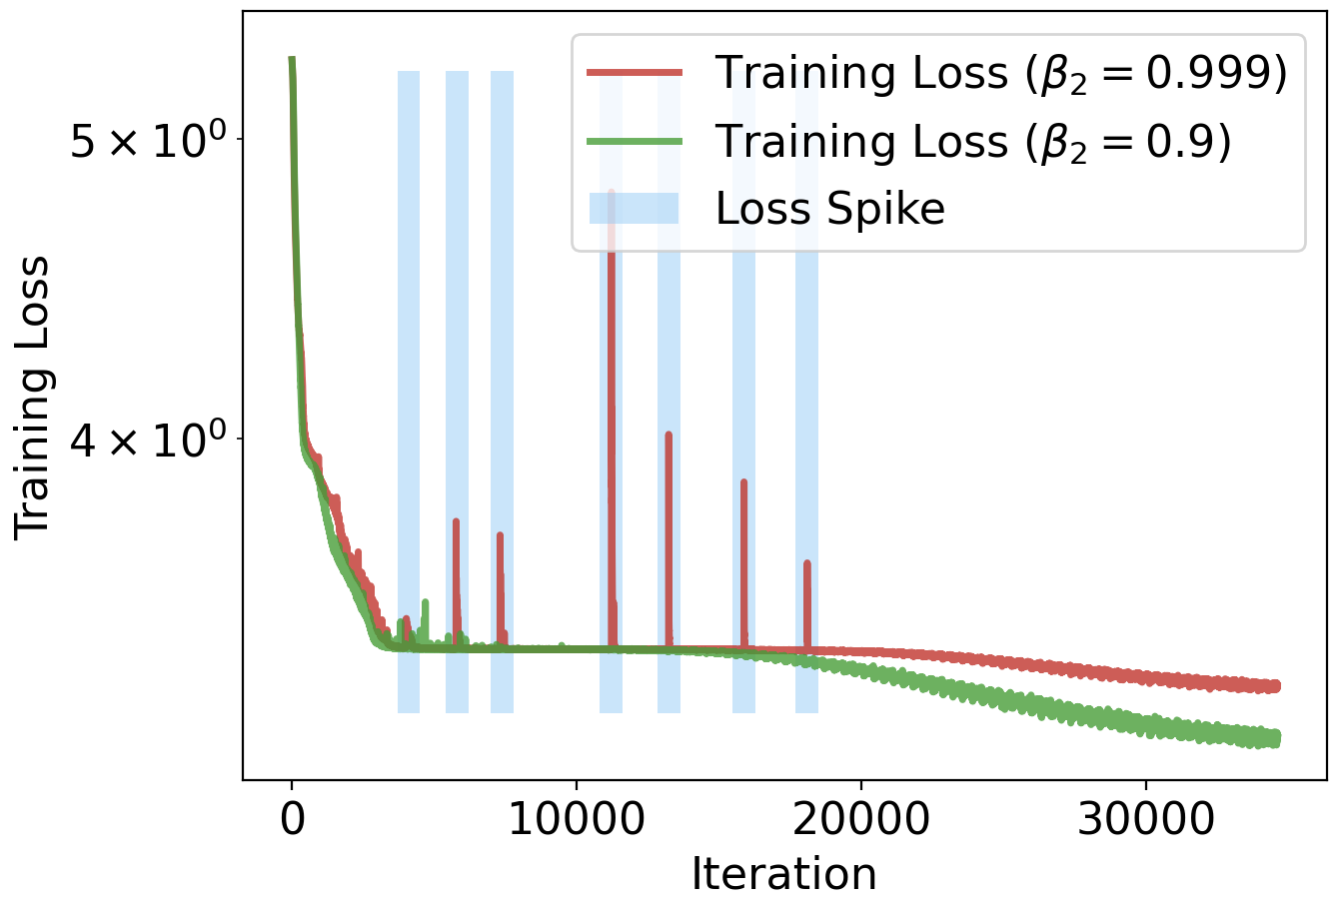 Training Loss (β₂ = 0.999)
Training Loss (β₂ = 0.9)
Loss Spike
5 × 10⁰
4 × 10⁰
Training Loss
0 10000 20000 30000
Iteration